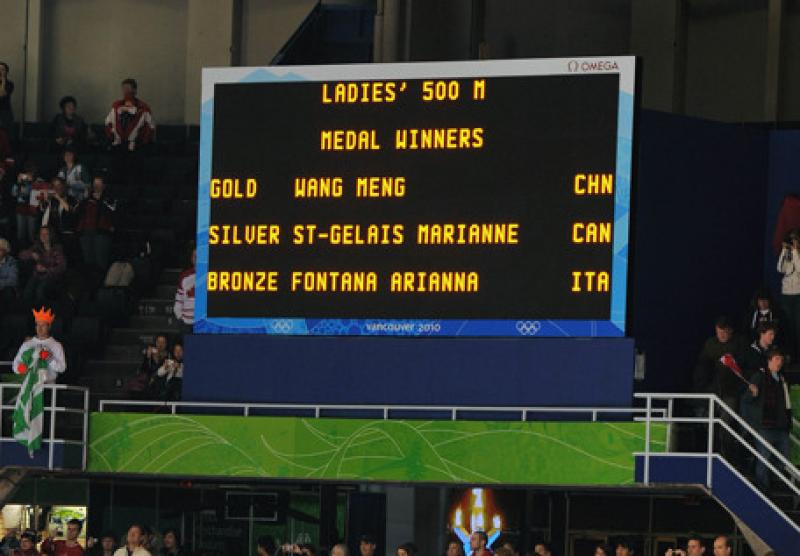 Ω OMEGA
LADIES' 500 M
MEDAL WINNERS
GOLD WANG MENG CHN
SILVER ST-GELAIS MARIANNE CAN
BRONZE FONTANA ARIANNA ITA
vancouver 2010